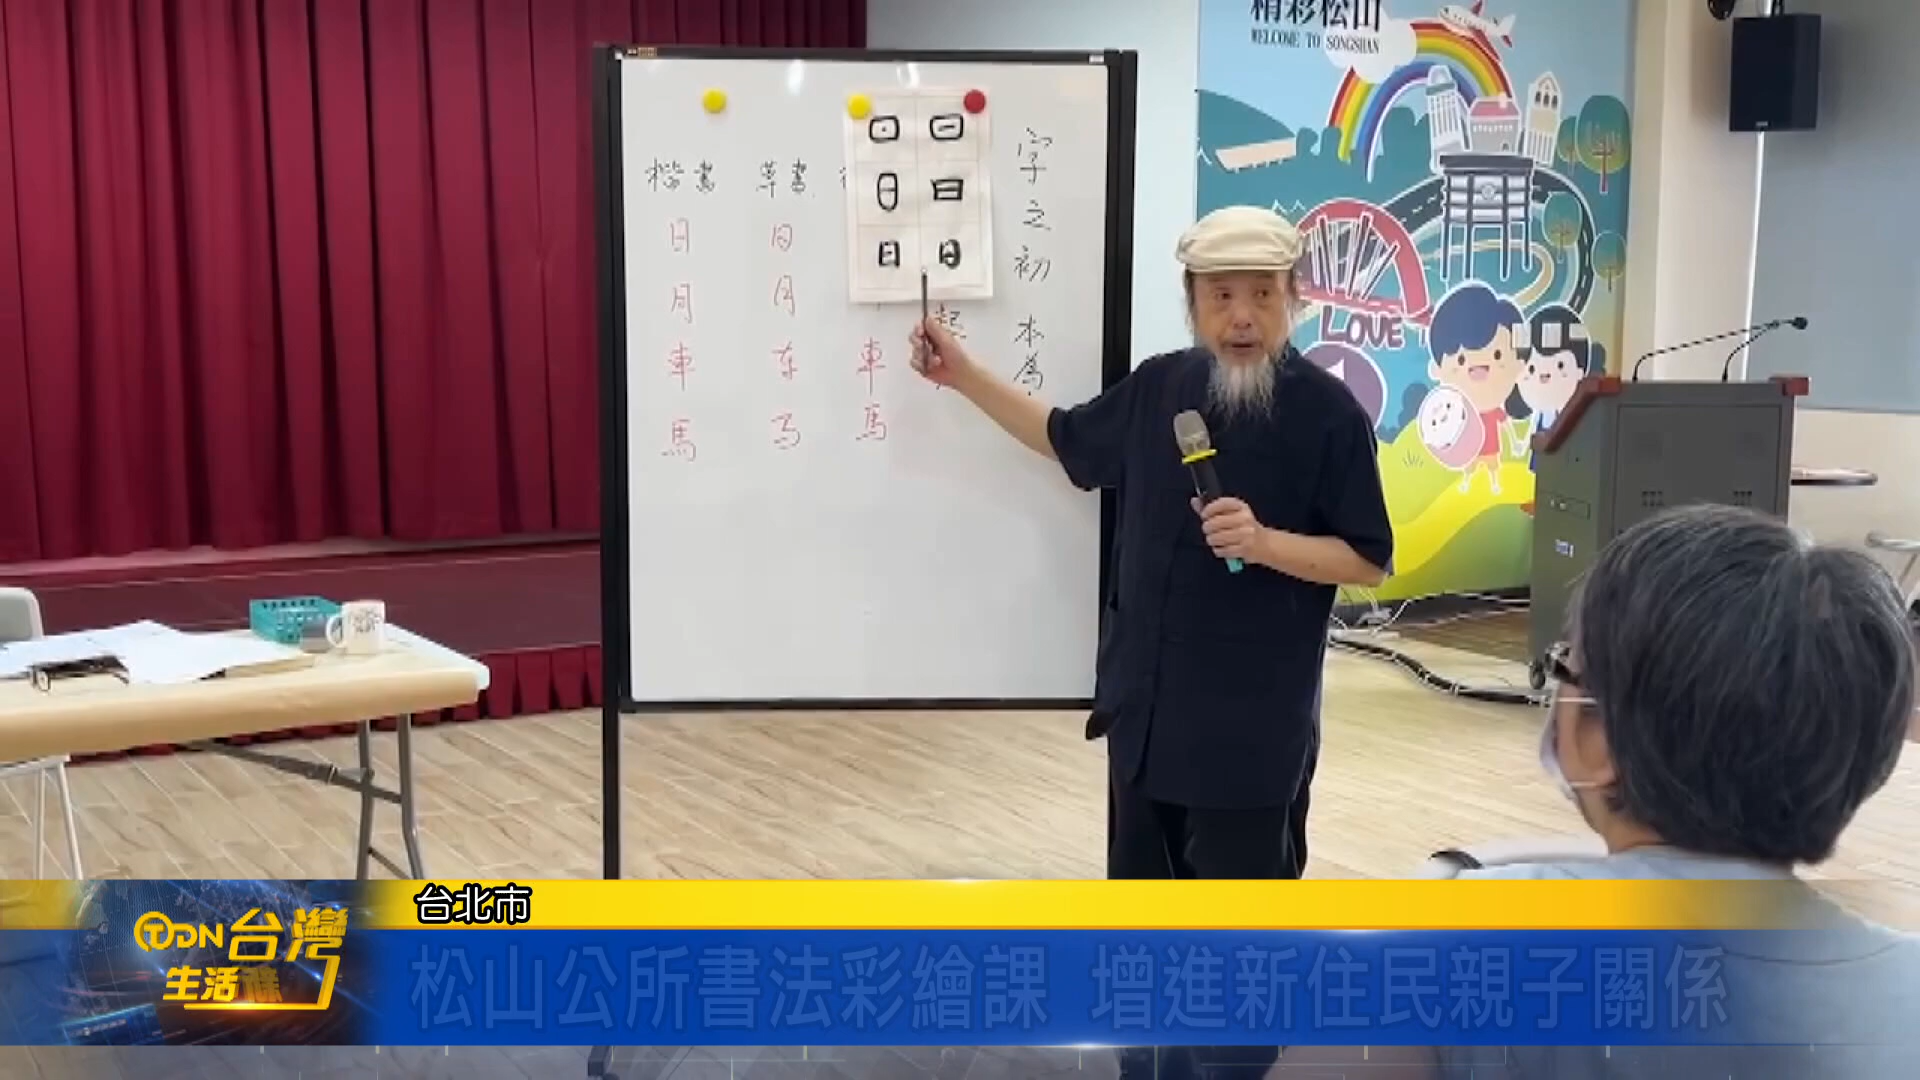 精彩松山
WELCOME TO SONGSHAN
楷書
草書
字之初本為
日
月
車
馬
日
月
車
馬
LOVE
台北市
TDN台灣
生活線
松山公所書法彩繪課 增進新住民親子關係